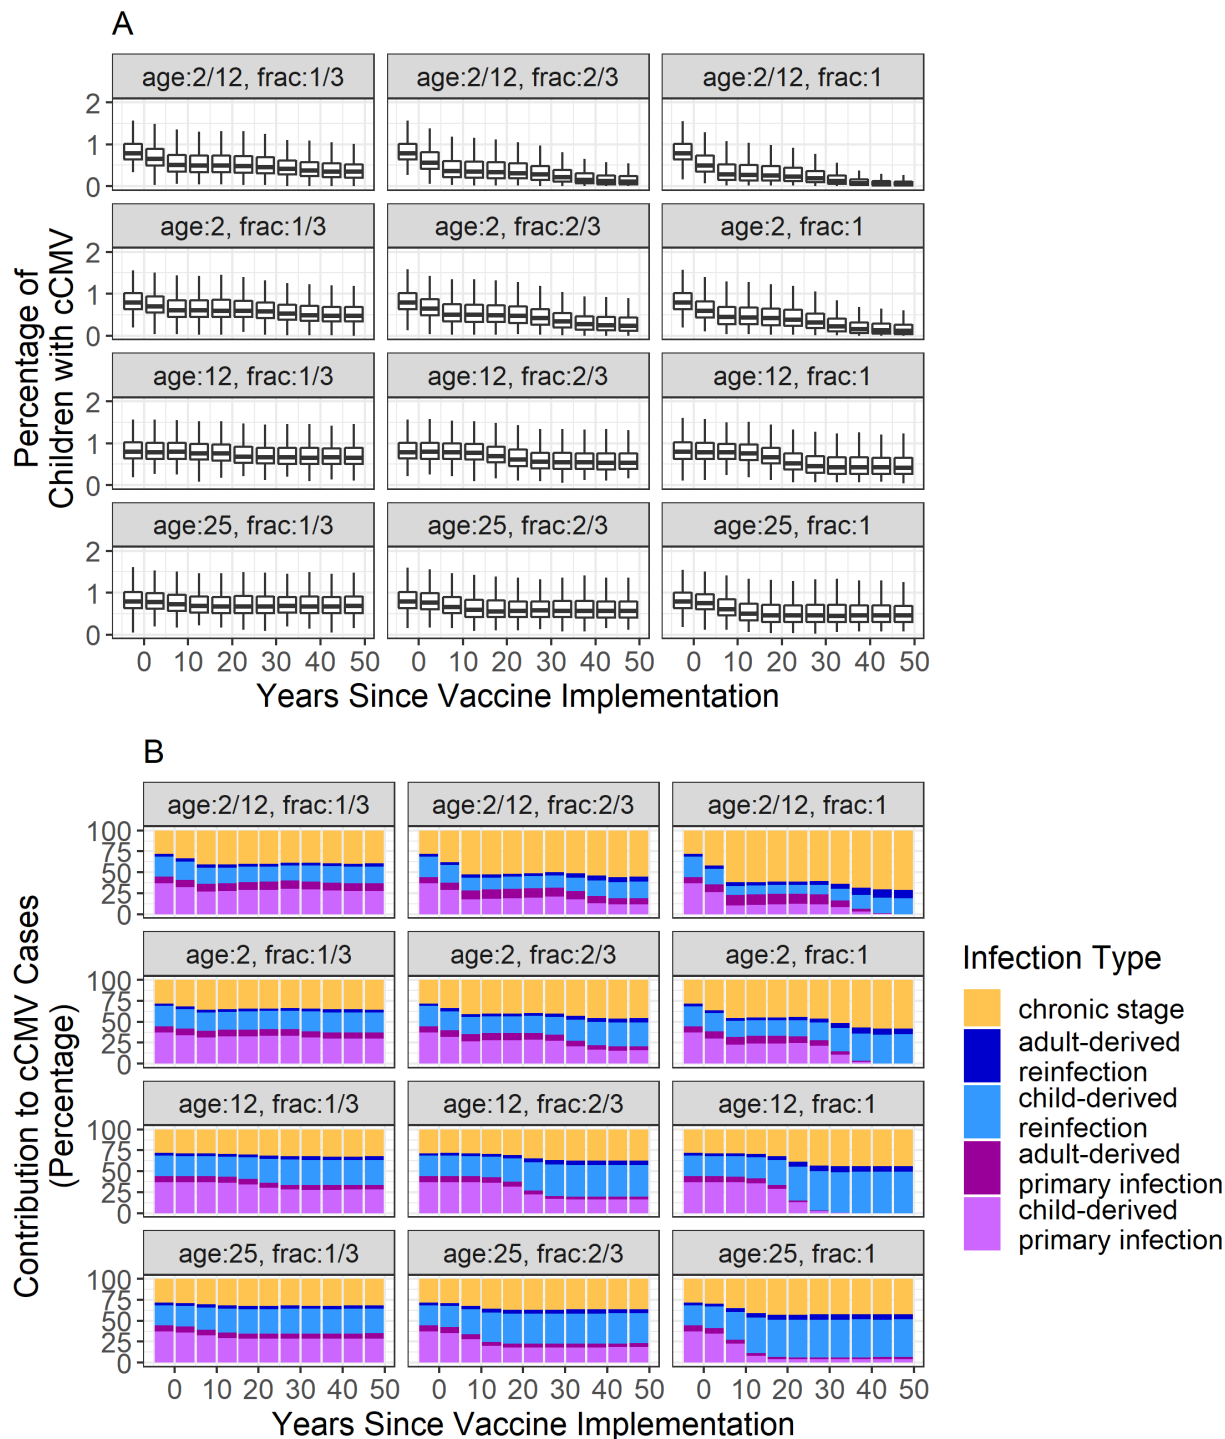 A
age:2/12, frac:1/3
age:2/12, frac:2/3
age:2/12, frac:1
2
1
0
age:2, frac:1/3
age:2, frac:2/3
age:2, frac:1
2
1
0
age:12, frac:1/3
age:12, frac:2/3
age:12, frac:1
2
1
0
age:25, frac:1/3
age:25, frac:2/3
age:25, frac:1
2
1
0
Percentage of
Children with cCMV
0 10 20 30 40 50
0 10 20 30 40 50
0 10 20 30 40 50
Years Since Vaccine Implementation
B
age:2/12, frac:1/3
age:2/12, frac:2/3
age:2/12, frac:1
100
75
50
25
0
age:2, frac:1/3
age:2, frac:2/3
age:2, frac:1
100
75
50
25
0
age:12, frac:1/3
age:12, frac:2/3
age:12, frac:1
100
75
50
25
0
age:25, frac:1/3
age:25, frac:2/3
age:25, frac:1
100
75
50
25
0
Contribution to cCMV Cases
(Percentage)
0 10 20 30 40 50
0 10 20 30 40 50
0 10 20 30 40 50
Years Since Vaccine Implementation
Infection Type
chronic stage
adult-derived
reinfection
child-derived
reinfection
adult-derived
primary infection
child-derived
primary infection